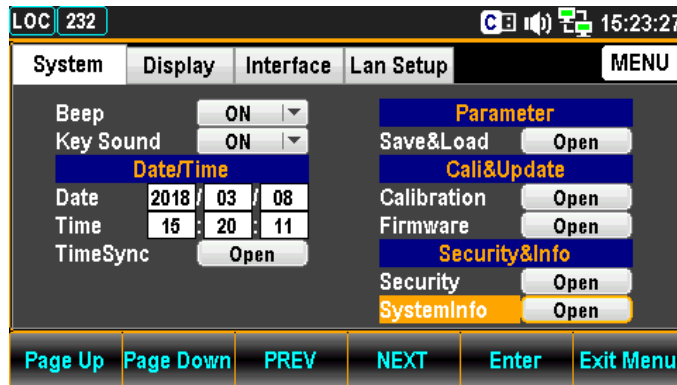 LOC 232 C 15:23:27
System Display Interface Lan Setup MENU
Beep ON
Key Sound ON
Date/Time
Date 2018 / 03 / 08
Time 15 : 20 : 11
TimeSync Open
Parameter
Save&Load Open
Cali&Update
Calibration Open
Firmware Open
Security&Info
Security Open
SystemInfo Open
Page Up Page Down PREV NEXT Enter Exit Menu